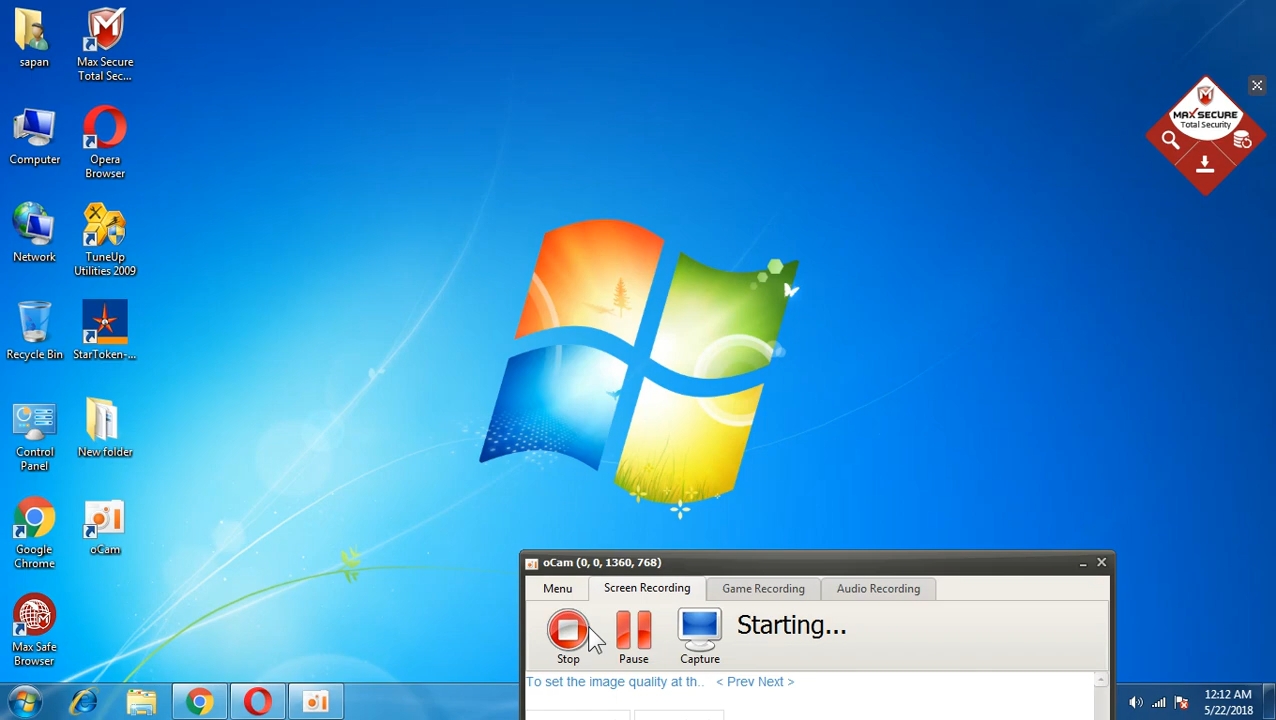 sapan
Max Secure
Total Sec...
Computer
Opera
Browser
Network
TuneUp
Utilities 2009
Recycle Bin
StarToken-...
Control
Panel
New folder
Google
Chrome
oCam
Max Safe
Browser
MAX SECURE
Total Security
oCam (0, 0, 1360, 768)
Menu
Screen Recording
Game Recording
Audio Recording
Stop
Pause
Capture
Starting...
To set the image quality at th.. < Prev Next >
12:12 AM
5/22/2018